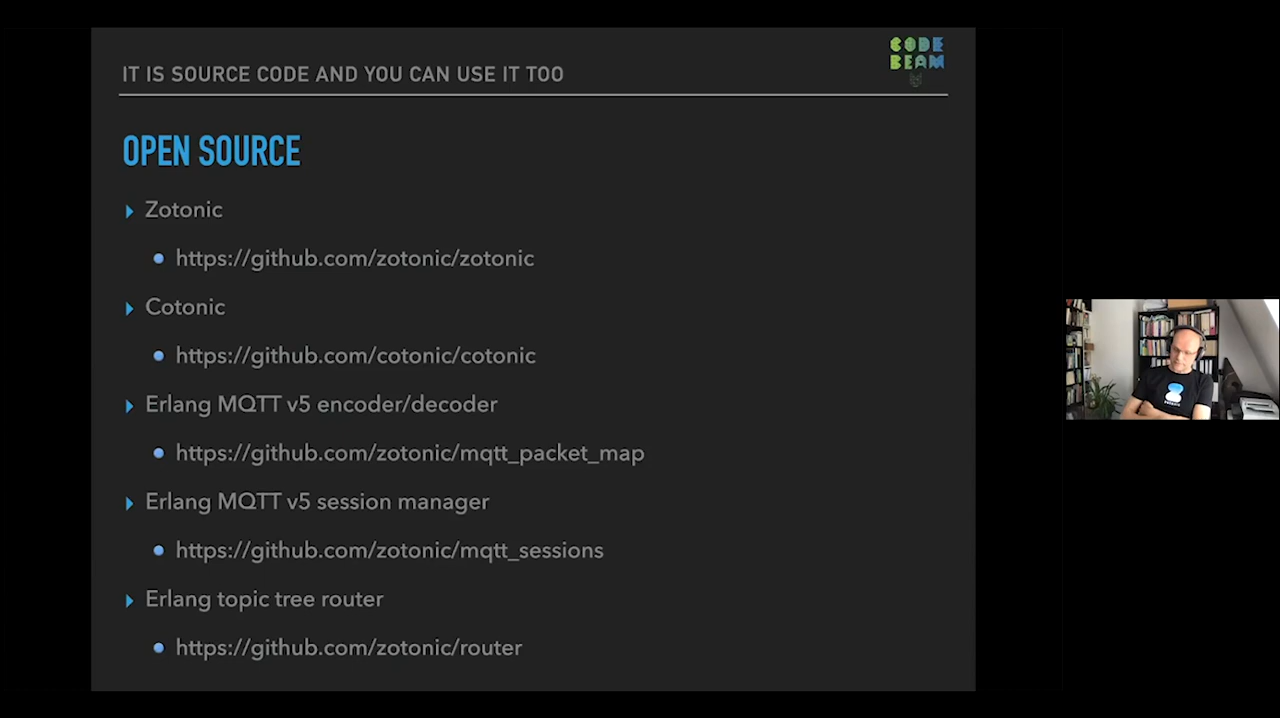 IT IS SOURCE CODE AND YOU CAN USE IT TOO
CODE
BEAM
OPEN SOURCE
Zotonic
https://github.com/zotonic/zotonic
Cotonic
https://github.com/cotonic/cotonic
Erlang MQTT v5 encoder/decoder
https://github.com/zotonic/mqtt_packet_map
Erlang MQTT v5 session manager
https://github.com/zotonic/mqtt_sessions
Erlang topic tree router
https://github.com/zotonic/router